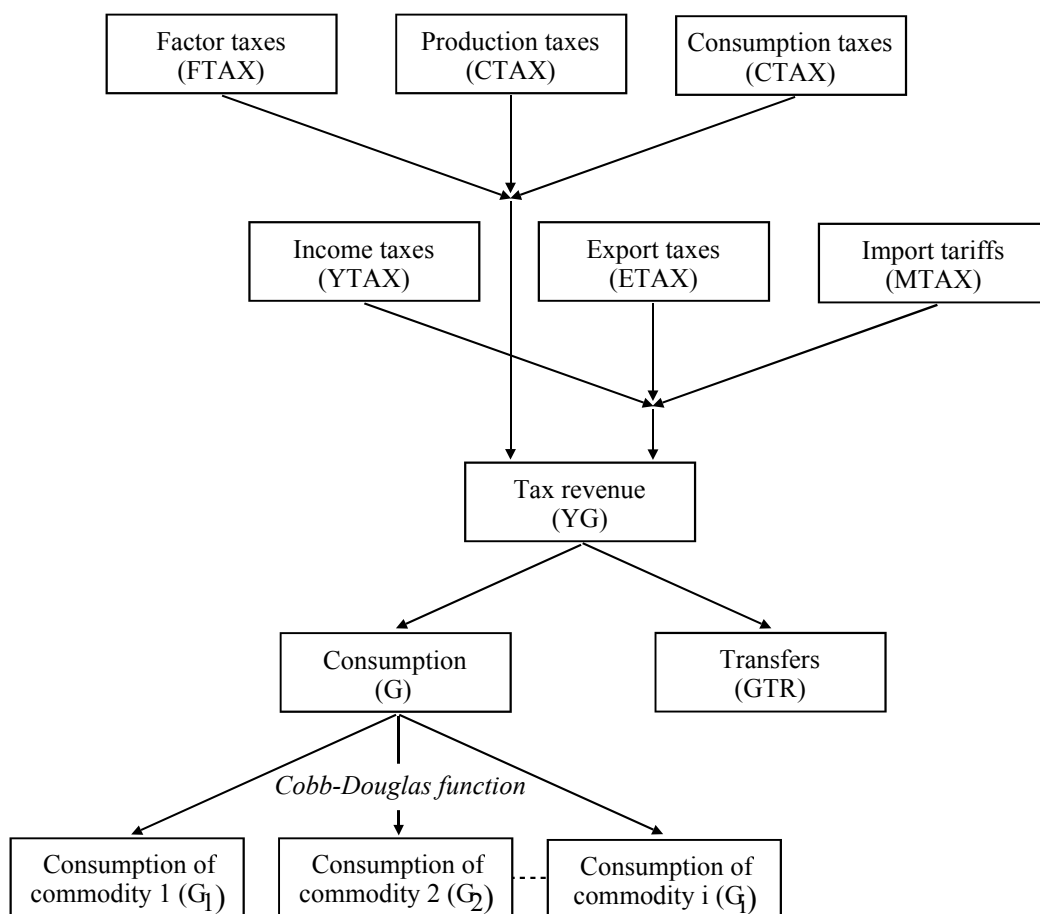 Factor taxes
(FTAX)
Production taxes
(CTAX)
Consumption taxes
(CTAX)
Income taxes
(YTAX)
Export taxes
(ETAX)
Import tariffs
(MTAX)
Tax revenue
(YG)
Consumption
(G)
Transfers
(GTR)
Cobb-Douglas function
Consumption of
commodity 1 (G1)
Consumption of
commodity 2 (G2)
Consumption of
commodity i (Gi)